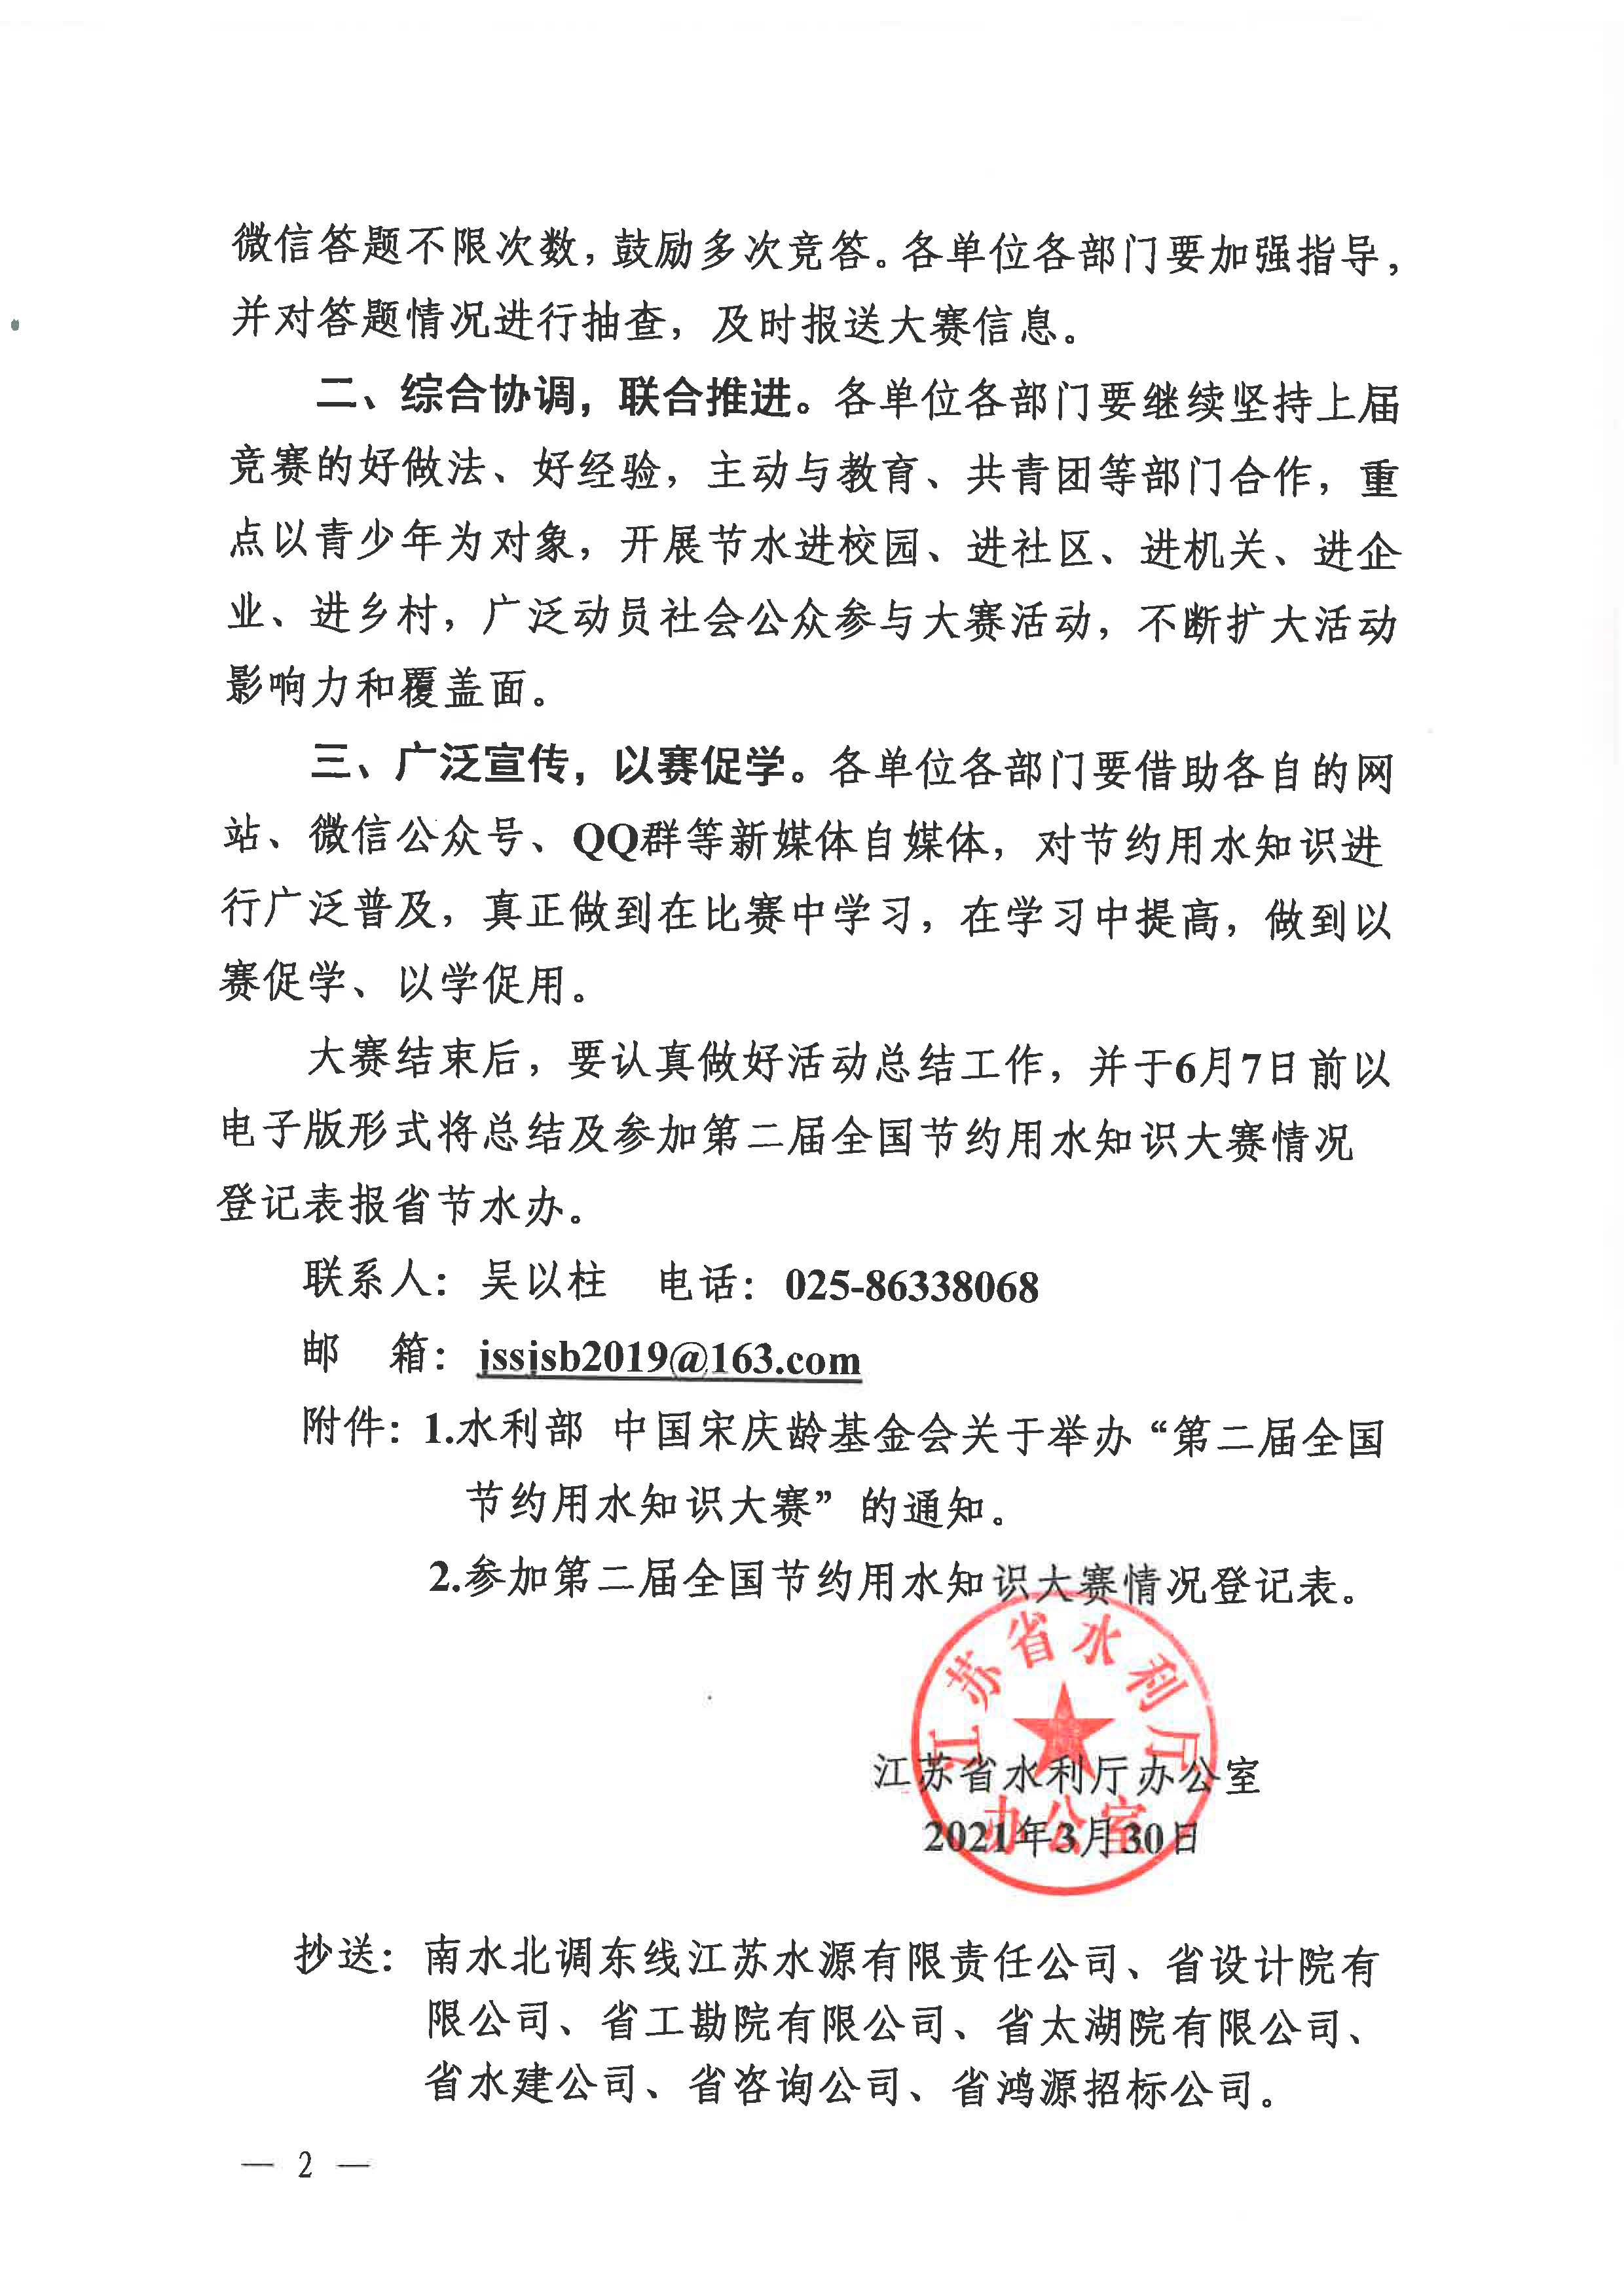 微信答题不限次数，鼓励多次竞答。各单位各部门要加强指导，
并对答题情况进行抽查，及时报送大赛信息。
二、综合协调，联合推进。各单位各部门要继续坚持上届
竞赛的好做法、好经验，主动与教育、共青团等部门合作，重
点以青少年为对象，开展节水进校园、进社区、进机关、进企
业、进乡村，广泛动员社会公众参与大赛活动，不断扩大活动
影响力和覆盖面。
三、广泛宣传，以赛促学。各单位各部门要借助各自的网
站、微信公众号、QQ群等新媒体自媒体，对节约用水知识进
行广泛普及，真正做到在比赛中学习，在学习中提高，做到以
赛促学、以学促用。
大赛结束后，要认真做好活动总结工作，并于6月7日前以
电子版形式将总结及参加第二届全国节约用水知识大赛情况
登记表报省节水办。
联系人：吴以柱 电话：025-86338068
邮 箱：jssjsb2019@163.com
附件：1.水利部 中国宋庆龄基金会关于举办“第二届全国
节约用水知识大赛”的通知。
2.参加第二届全国节约用水知识大赛情况登记表。
江苏省水利厅
办公室
江苏省水利厅办公室
2021年3月30日
抄送：南水北调东线江苏水源有限责任公司、省设计院有
限公司、省工勘院有限公司、省太湖院有限公司、
省水建公司、省咨询公司、省鸿源招标公司。
— 2 —